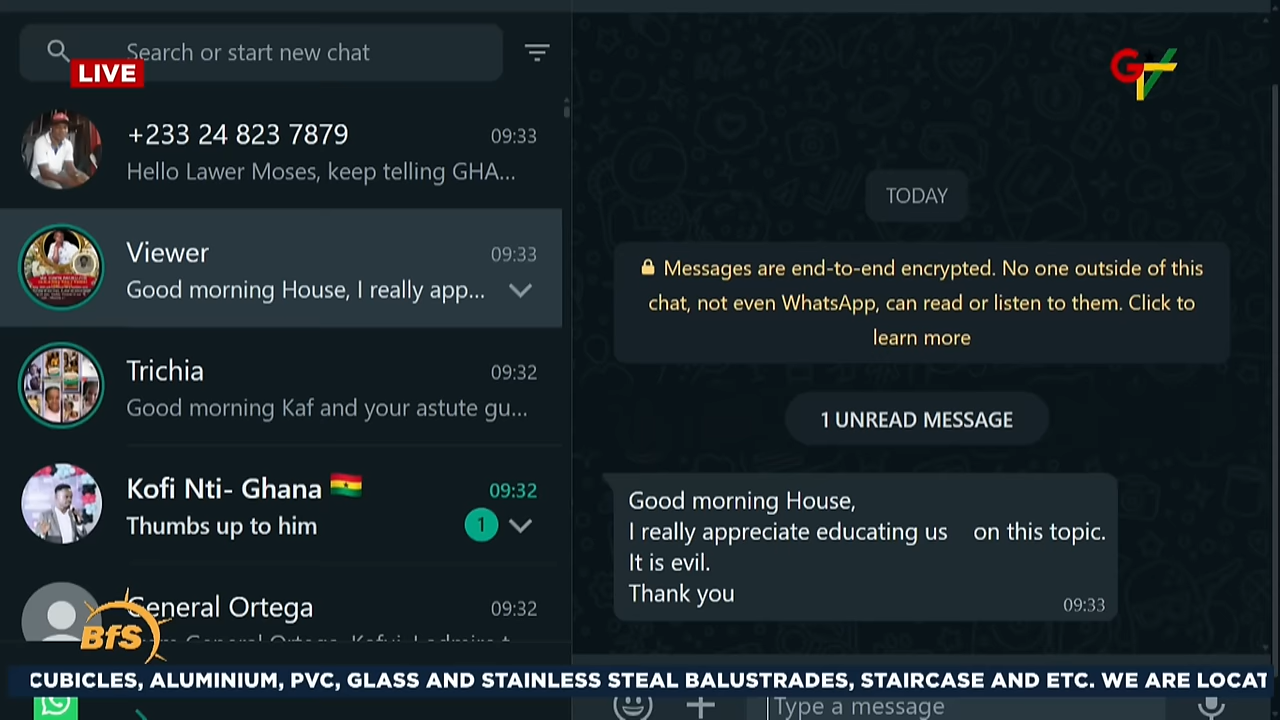 Search or start new chat
LIVE
GTV
+233 24 823 7879
09:33
Hello Lawer Moses, keep telling GHA...
Viewer
09:33
Good morning House, I really app...
Trichia
09:32
Good morning Kaf and your astute gu...
Kofi Nti- Ghana 🇬🇭
09:32
Thumbs up to him
1
General Ortega
09:32
BfS
TODAY
Messages are end-to-end encrypted. No one outside of this
chat, not even WhatsApp, can read or listen to them. Click to
learn more
1 UNREAD MESSAGE
Good morning House,
I really appreciate educating us on this topic.
It is evil.
Thank you
09:33
CUBICLES, ALUMINIUM, PVC, GLASS AND STAINLESS STEAL BALUSTRADES, STAIRCASE AND ETC. WE ARE LOCAT
Type a message